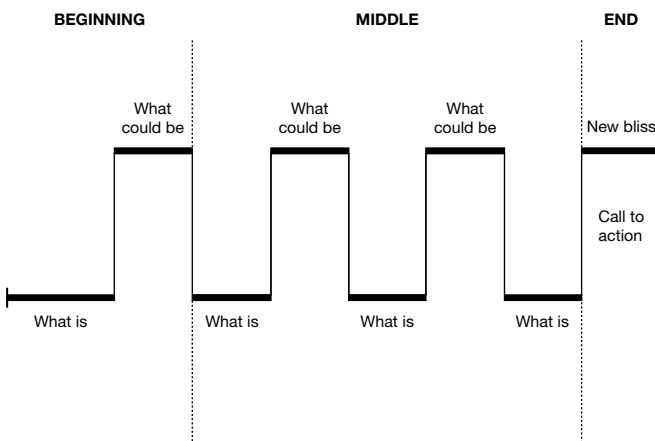 BEGINNING
MIDDLE
END
What
could be
What
could be
What
could be
New bliss
Call to
action
What is
What is
What is
What is